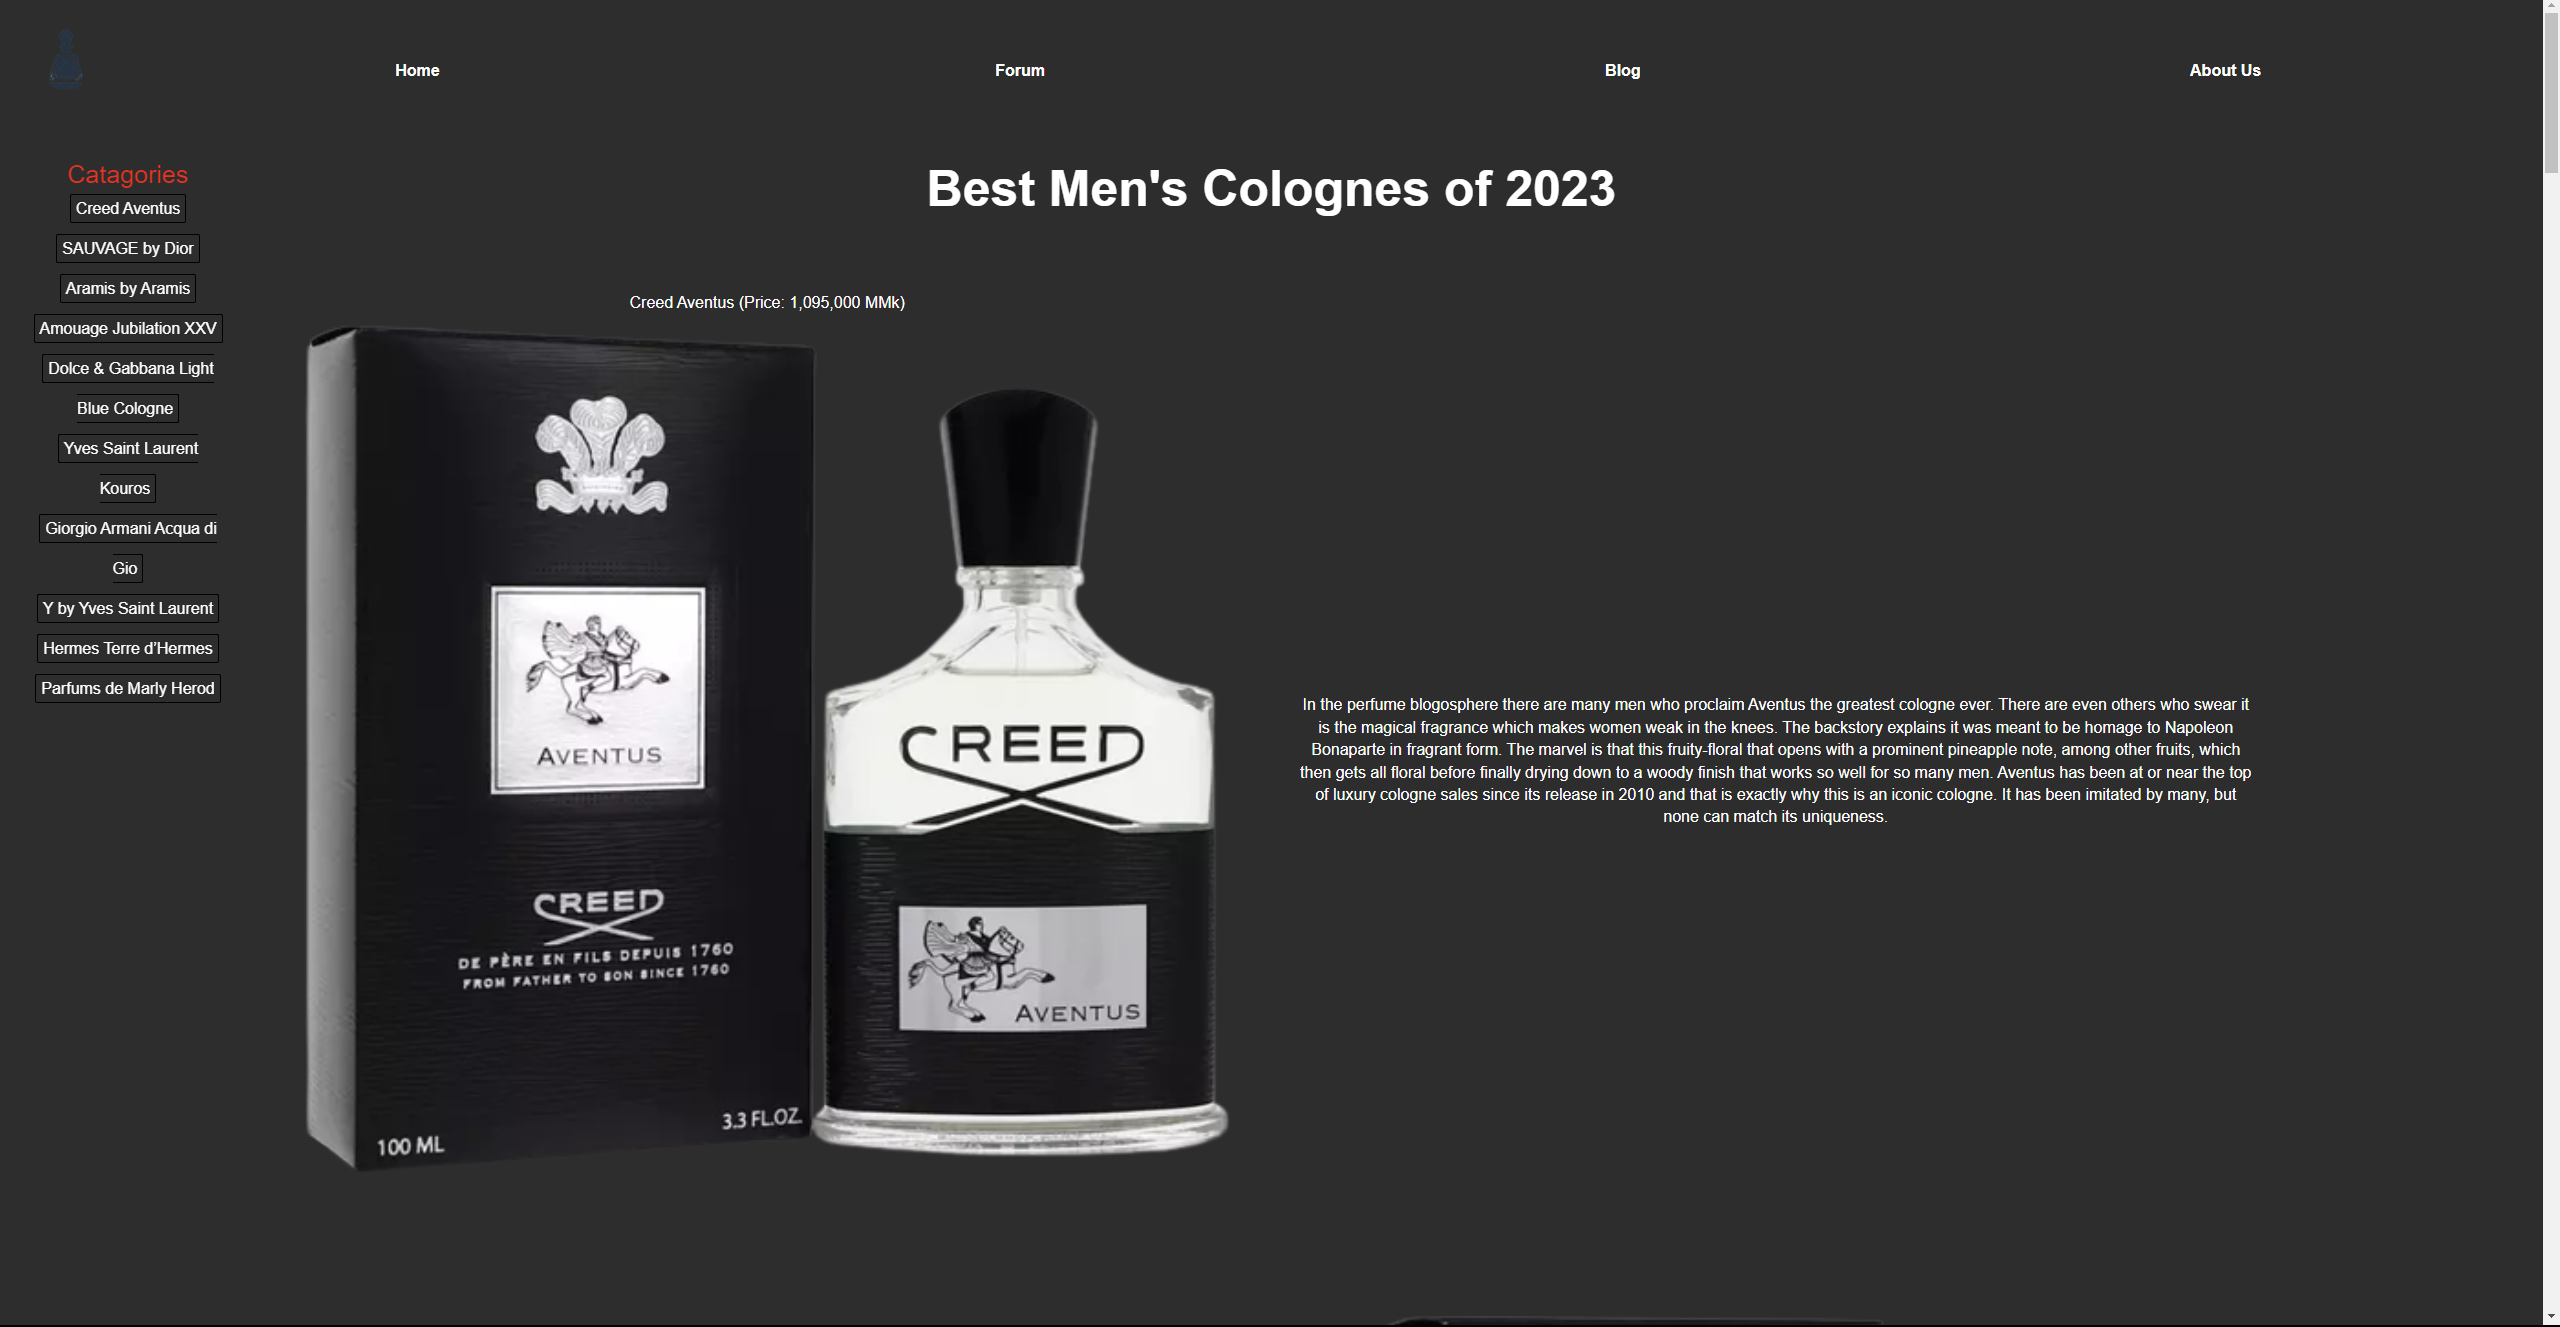 Home
Forum
Blog
About Us
Catagories
Creed Aventus
SAUVAGE by Dior
Aramis by Aramis
Amouage Jubilation XXV
Dolce & Gabbana Light
Blue Cologne
Yves Saint Laurent
Kouros
Giorgio Armani Acqua di
Gio
Y by Yves Saint Laurent
Hermes Terre d’Hermes
Parfums de Marly Herod
Best Men's Colognes of 2023
Creed Aventus (Price: 1,095,000 MMk)
AVENTUS
CREED
DE PÈRE EN FILS DEPUIS 1760
FROM FATHER TO SON SINCE 1760
100 ML
3.3 FL.OZ.
CREED
AVENTUS
In the perfume blogosphere there are many men who proclaim Aventus the greatest cologne ever. There are even others who swear it
is the magical fragrance which makes women weak in the knees. The backstory explains it was meant to be homage to Napoleon
Bonaparte in fragrant form. The marvel is that this fruity-floral that opens with a prominent pineapple note, among other fruits, which
then gets all floral before finally drying down to a woody finish that works so well for so many men. Aventus has been at or near the top
of luxury cologne sales since its release in 2010 and that is exactly why this is an iconic cologne. It has been imitated by many, but
none can match its uniqueness.